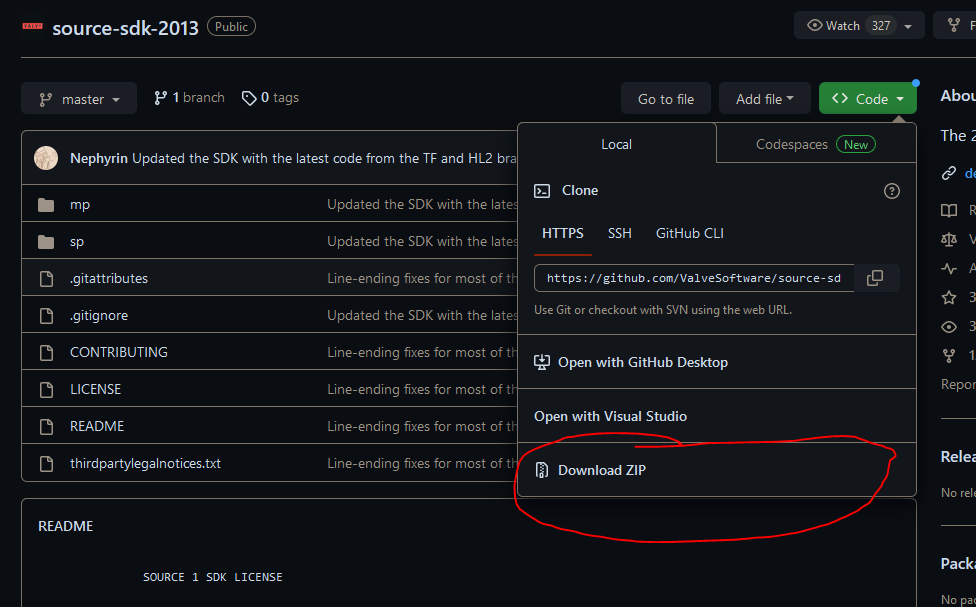 VALVE source-sdk-2013 Public Watch 327
master 1 branch 0 tags Go to file Add file Code
Local Codespaces New
Clone
HTTPS SSH GitHub CLI
https://github.com/ValveSoftware/source-sd
Use Git or checkout with SVN using the web URL.
Open with GitHub Desktop
Open with Visual Studio
Download ZIP
Nephyrin Updated the SDK with the latest code from the TF and HL2 bra
mp Updated the SDK with the lates
sp Updated the SDK with the lates
.gitattributes Line-ending fixes for most of th
.gitignore Updated the SDK with the lates
CONTRIBUTING Line-ending fixes for most of th
LICENSE Line-ending fixes for most of th
README Line-ending fixes for most of th
thirdpartylegalnotices.txt Line-ending fixes for most of th
README
SOURCE 1 SDK LICENSE
Abou
The 2
de
Repor
Relea
No rele
Packa
No pac